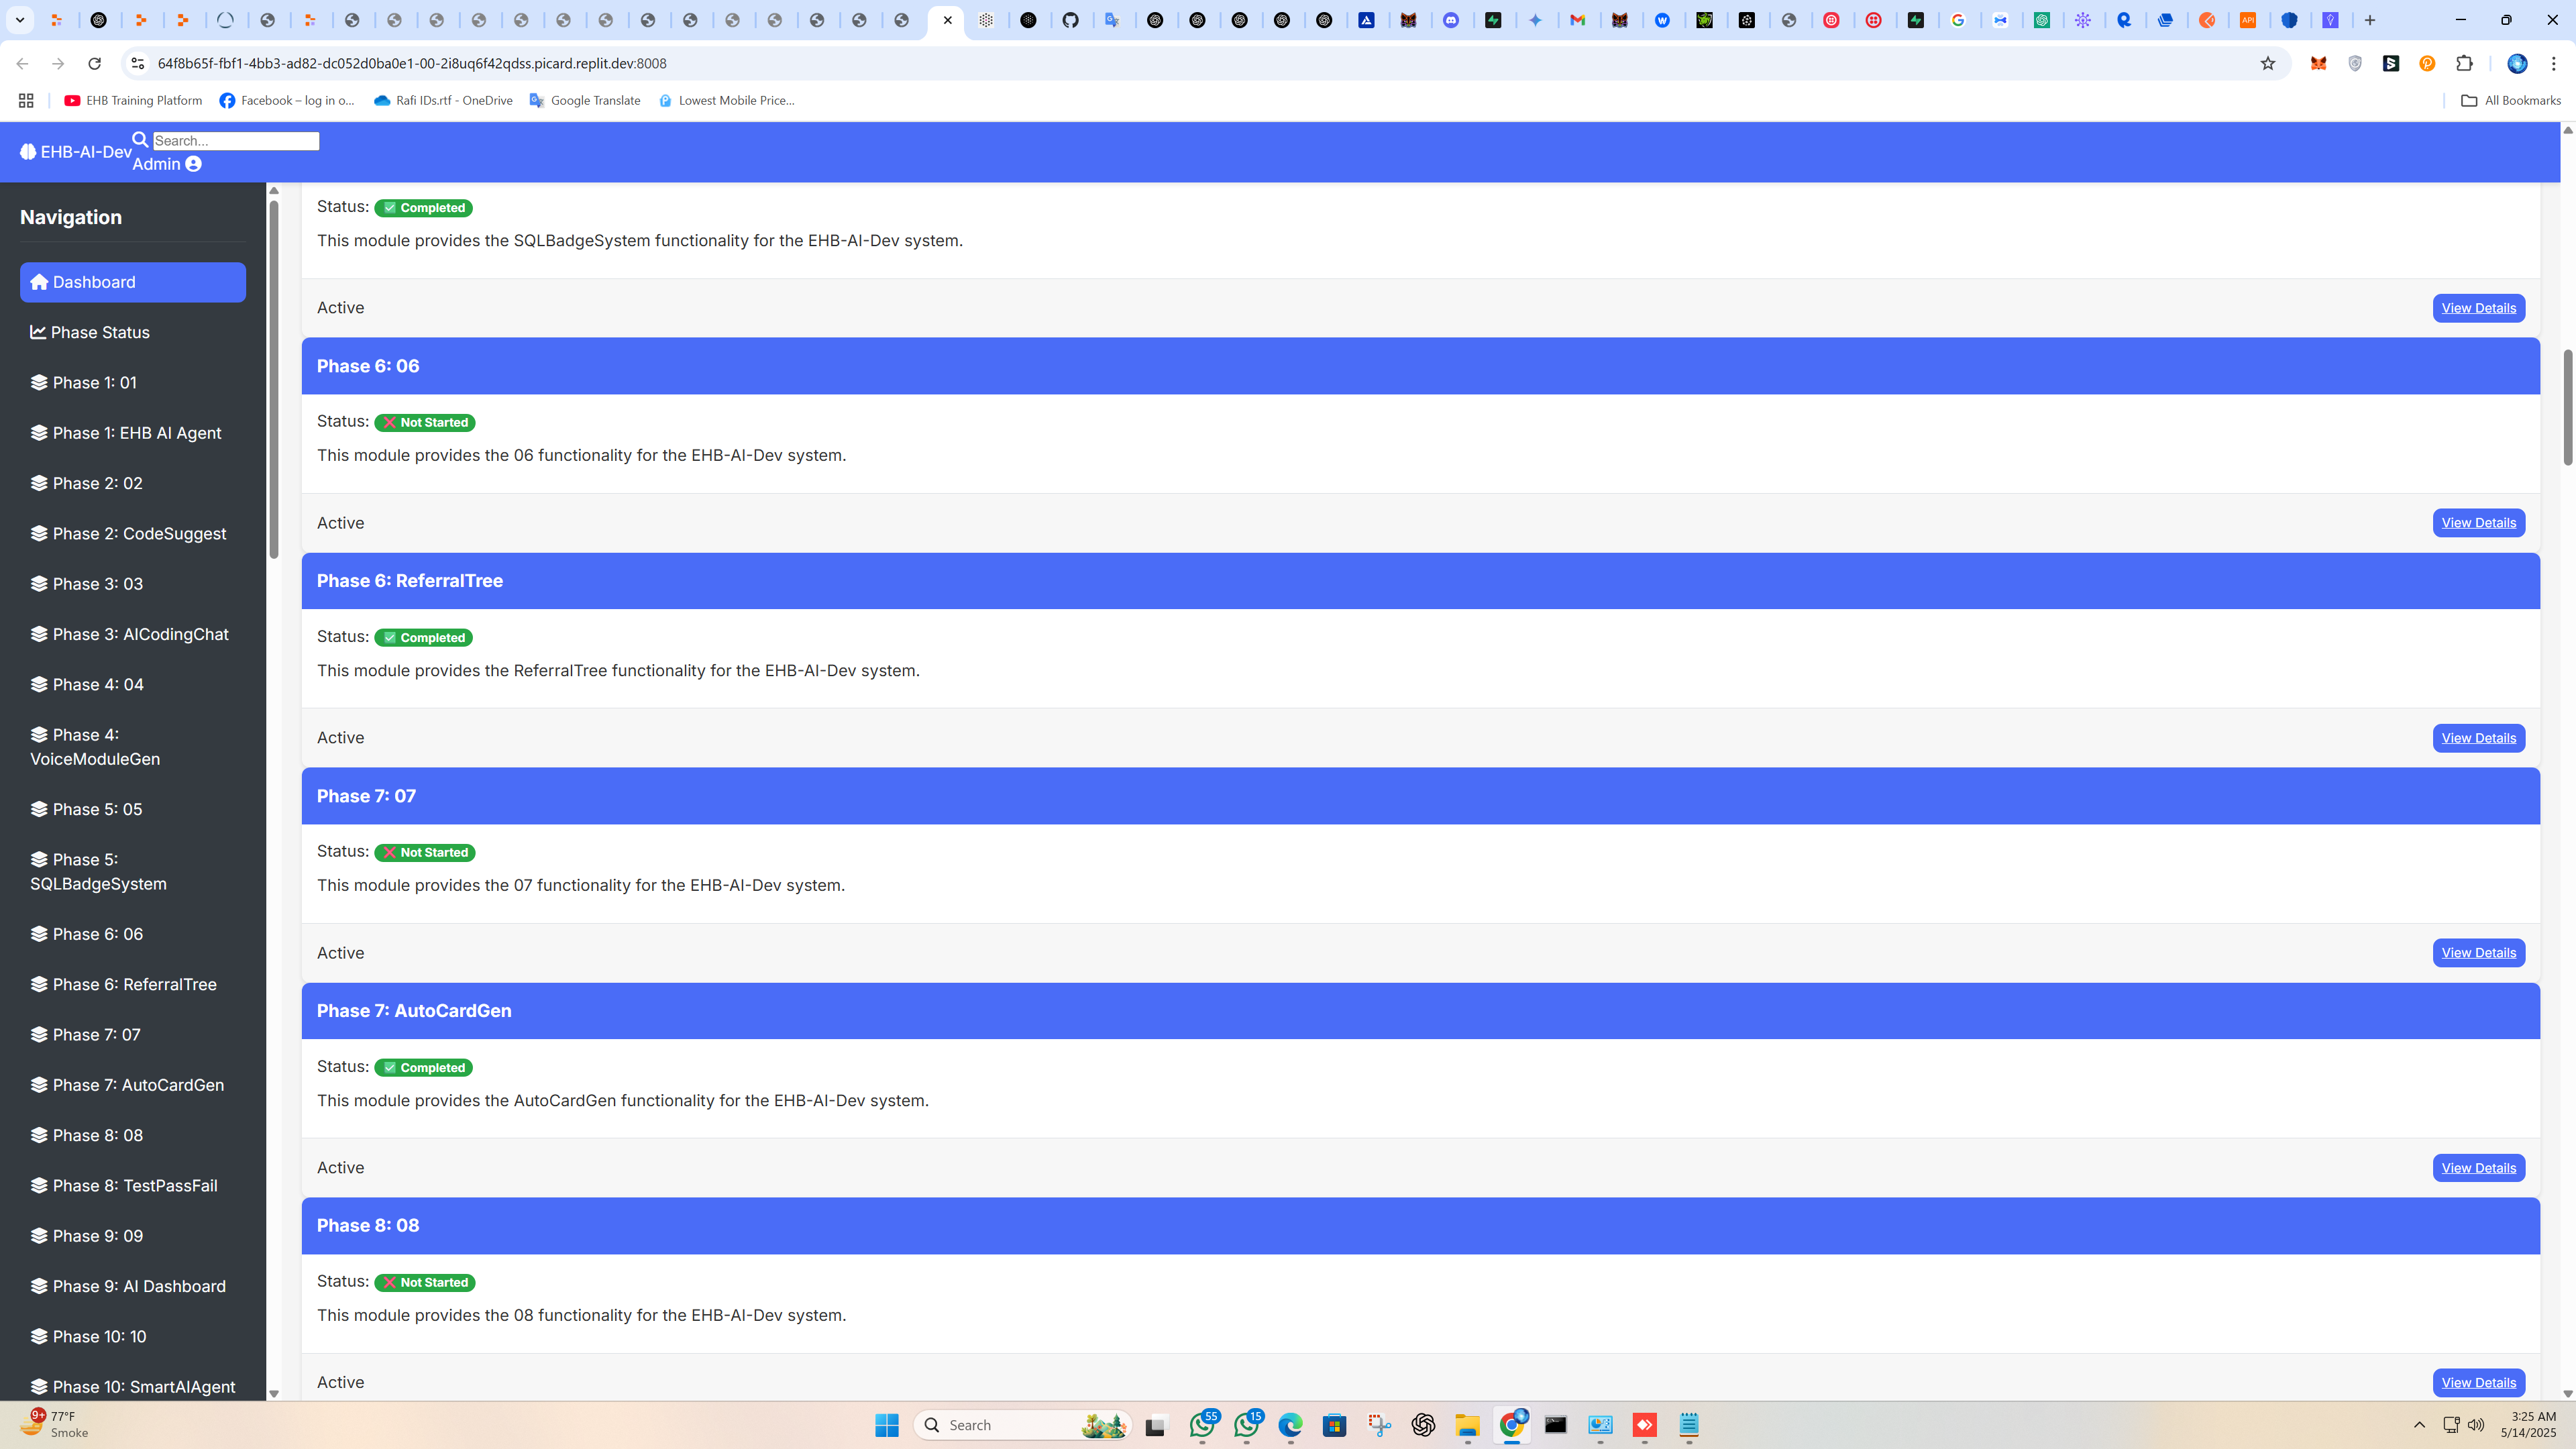 64f8b65f-fbf1-4bb3-ad82-dc052d0ba0e1-00-2i8uq6f42qdss.picard.replit.dev:8008
EHB Training Platform
Facebook – log in o...
Rafi IDs.rtf - OneDrive
Google Translate
Lowest Mobile Price...
All Bookmarks
EHB-AI-Dev
Search...
Admin
Navigation
Dashboard
Phase Status
Phase 1: 01
Phase 1: EHB AI Agent
Phase 2: 02
Phase 2: CodeSuggest
Phase 3: 03
Phase 3: AICodingChat
Phase 4: 04
Phase 4:
VoiceModuleGen
Phase 5: 05
Phase 5:
SQLBadgeSystem
Phase 6: 06
Phase 6: ReferralTree
Phase 7: 07
Phase 7: AutoCardGen
Phase 8: 08
Phase 8: TestPassFail
Phase 9: 09
Phase 9: AI Dashboard
Phase 10: 10
Phase 10: SmartAIAgent
Status: ✅ Completed
This module provides the SQLBadgeSystem functionality for the EHB-AI-Dev system.
Active
View Details
Phase 6: 06
Status: ❌ Not Started
This module provides the 06 functionality for the EHB-AI-Dev system.
Active
View Details
Phase 6: ReferralTree
Status: ✅ Completed
This module provides the ReferralTree functionality for the EHB-AI-Dev system.
Active
View Details
Phase 7: 07
Status: ❌ Not Started
This module provides the 07 functionality for the EHB-AI-Dev system.
Active
View Details
Phase 7: AutoCardGen
Status: ✅ Completed
This module provides the AutoCardGen functionality for the EHB-AI-Dev system.
Active
View Details
Phase 8: 08
Status: ❌ Not Started
This module provides the 08 functionality for the EHB-AI-Dev system.
Active
View Details
9+
77°F
Smoke
Search
55
15
3:25 AM
5/14/2025